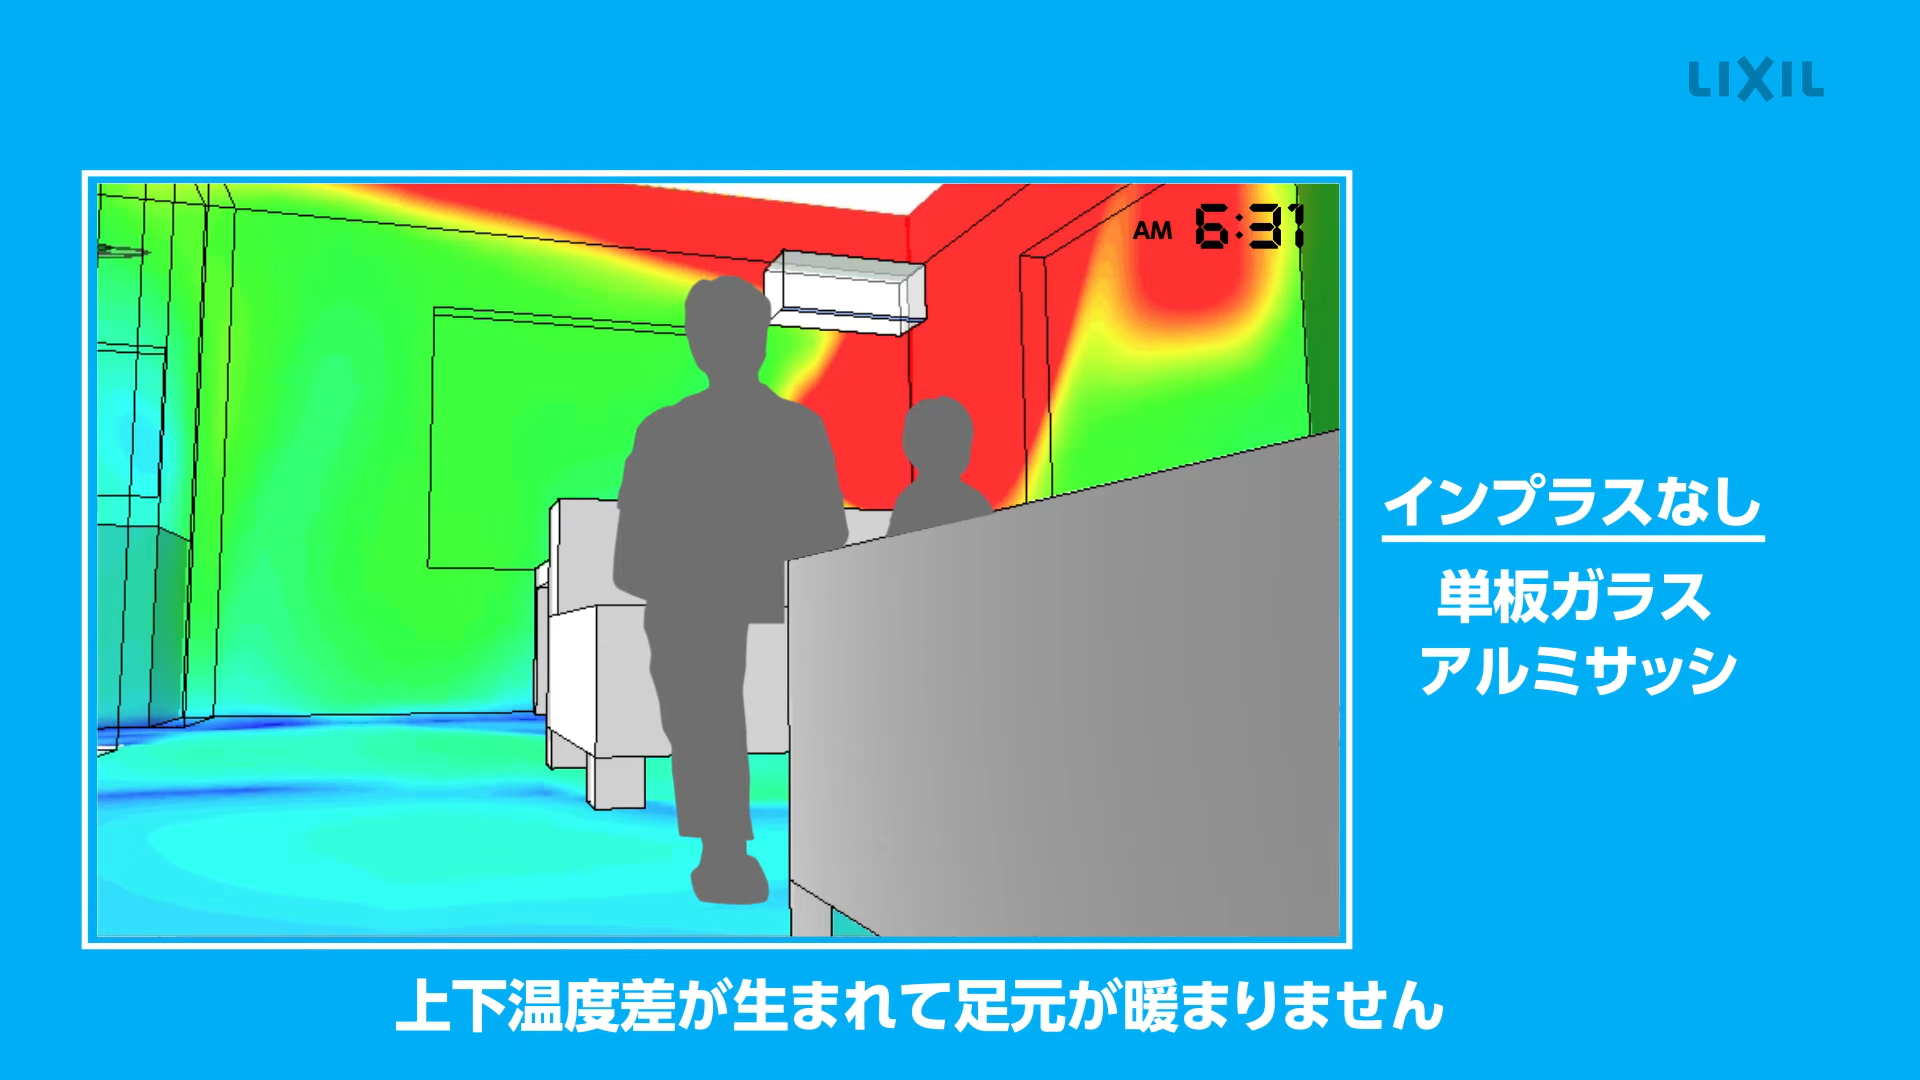 LIXIL
AM 6:31
インプラスなし
単板ガラス
アルミサッシ
上下温度差が生まれて足元が暖まりません